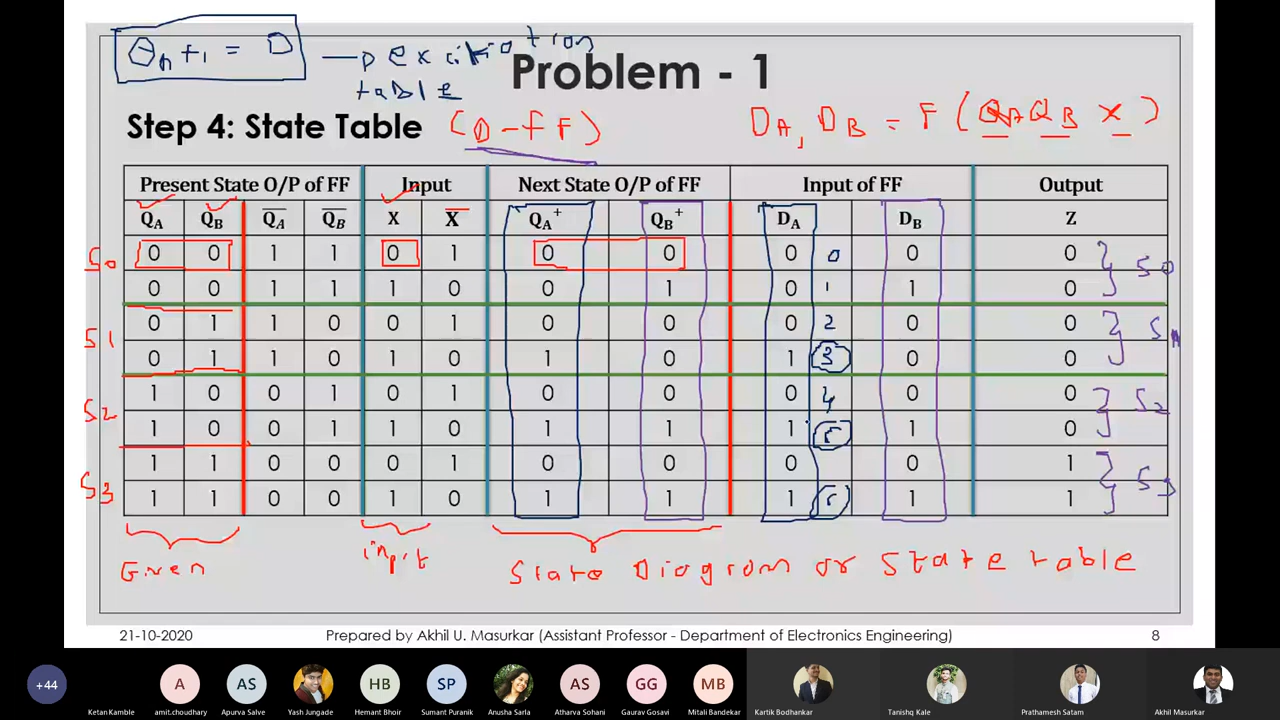 Qn+1 = D → excitation table
Problem - 1
Step 4: State Table (D-FF) DA, DB = F (QA QB X)
Present State O/P of FF Input Next State O/P of FF Input of FF Output
QA QB Q̅A̅ Q̅B̅ X X̅ QA+ QB+ DA DB Z
S0 0 0 1 1 0 1 0 0 0 0 0 0 S0
0 0 1 1 1 0 0 1 0 1 1 0
S1 0 1 1 0 0 1 0 0 0 2 0 0
0 1 1 0 1 0 1 0 1 3 0 0
S2 1 0 0 1 0 1 0 0 0 4 0 0 S2
1 0 0 1 1 0 1 1 1 1 0
S3 1 1 0 0 0 1 0 0 0 0 1 S3
1 1 0 0 1 0 1 1 1 1 1
Given input State Diagram or State table
21-10-2020 Prepared by Akhil U. Masurkar (Assistant Professor - Department of Electronics Engineering) 8
+44 A AS HB SP AS GG MB
Ketan Kamble amit.choudhary Apurva Salve Yash Jungade Hemant Bhoir Sumant Puranik Anusha Sarla Atharva Sohani Gaurav Gosavi Mitali Bandekar Kartik Bodhankar Tanishq Kale Prathamesh Satam Akhil Masurkar